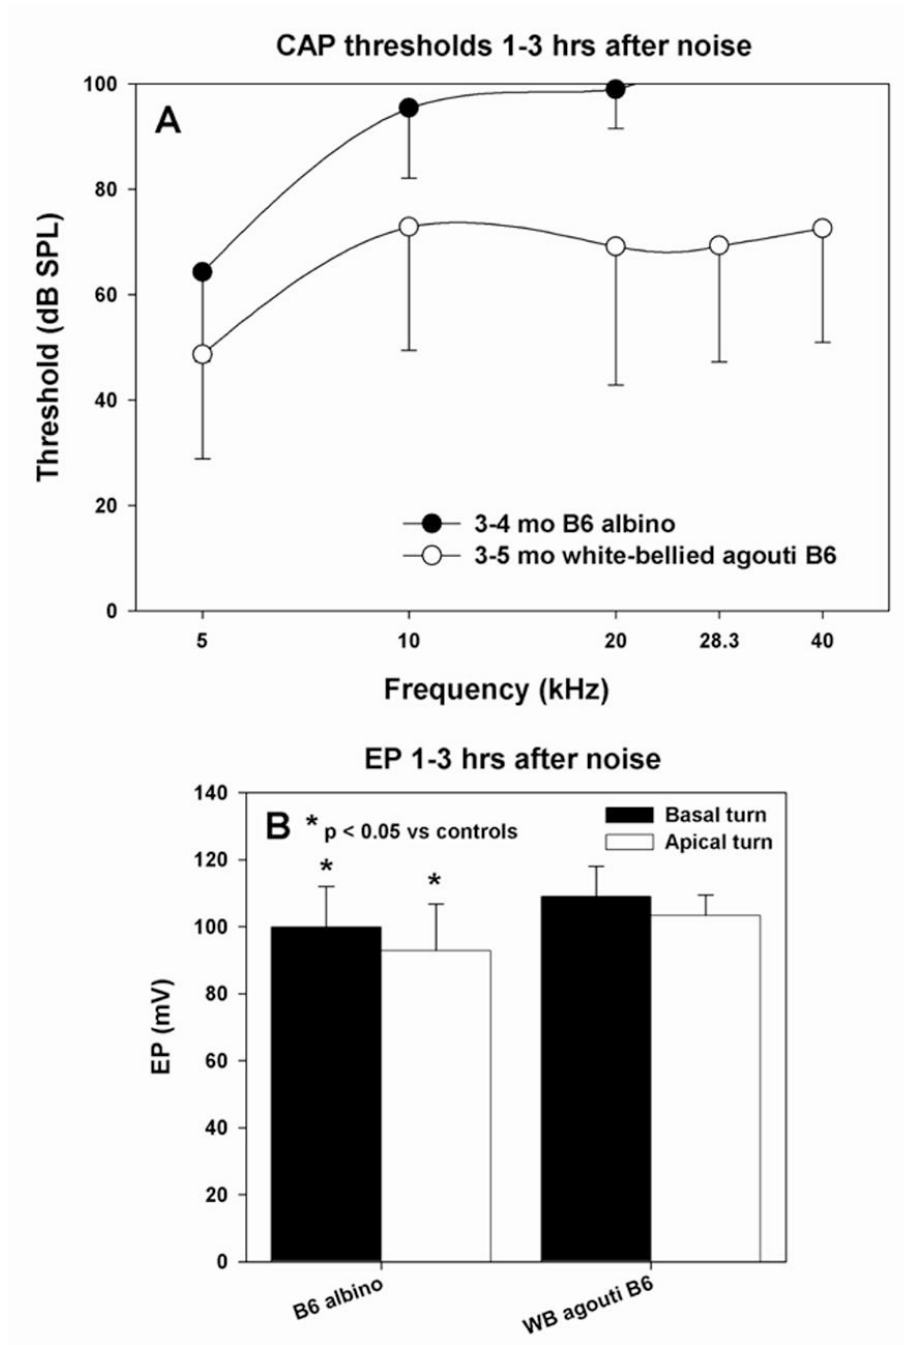 CAP thresholds 1-3 hrs after noise
A
100
80
60
40
20
0
Threshold (dB SPL)
3-4 mo B6 albino
3-5 mo white-bellied agouti B6
5 10 20 28.3 40
Frequency (kHz)
EP 1-3 hrs after noise
B * p < 0.05 vs controls
Basal turn
Apical turn
* *
140
120
100
80
60
40
20
0
EP (mV)
B6 albino
WB agouti B6